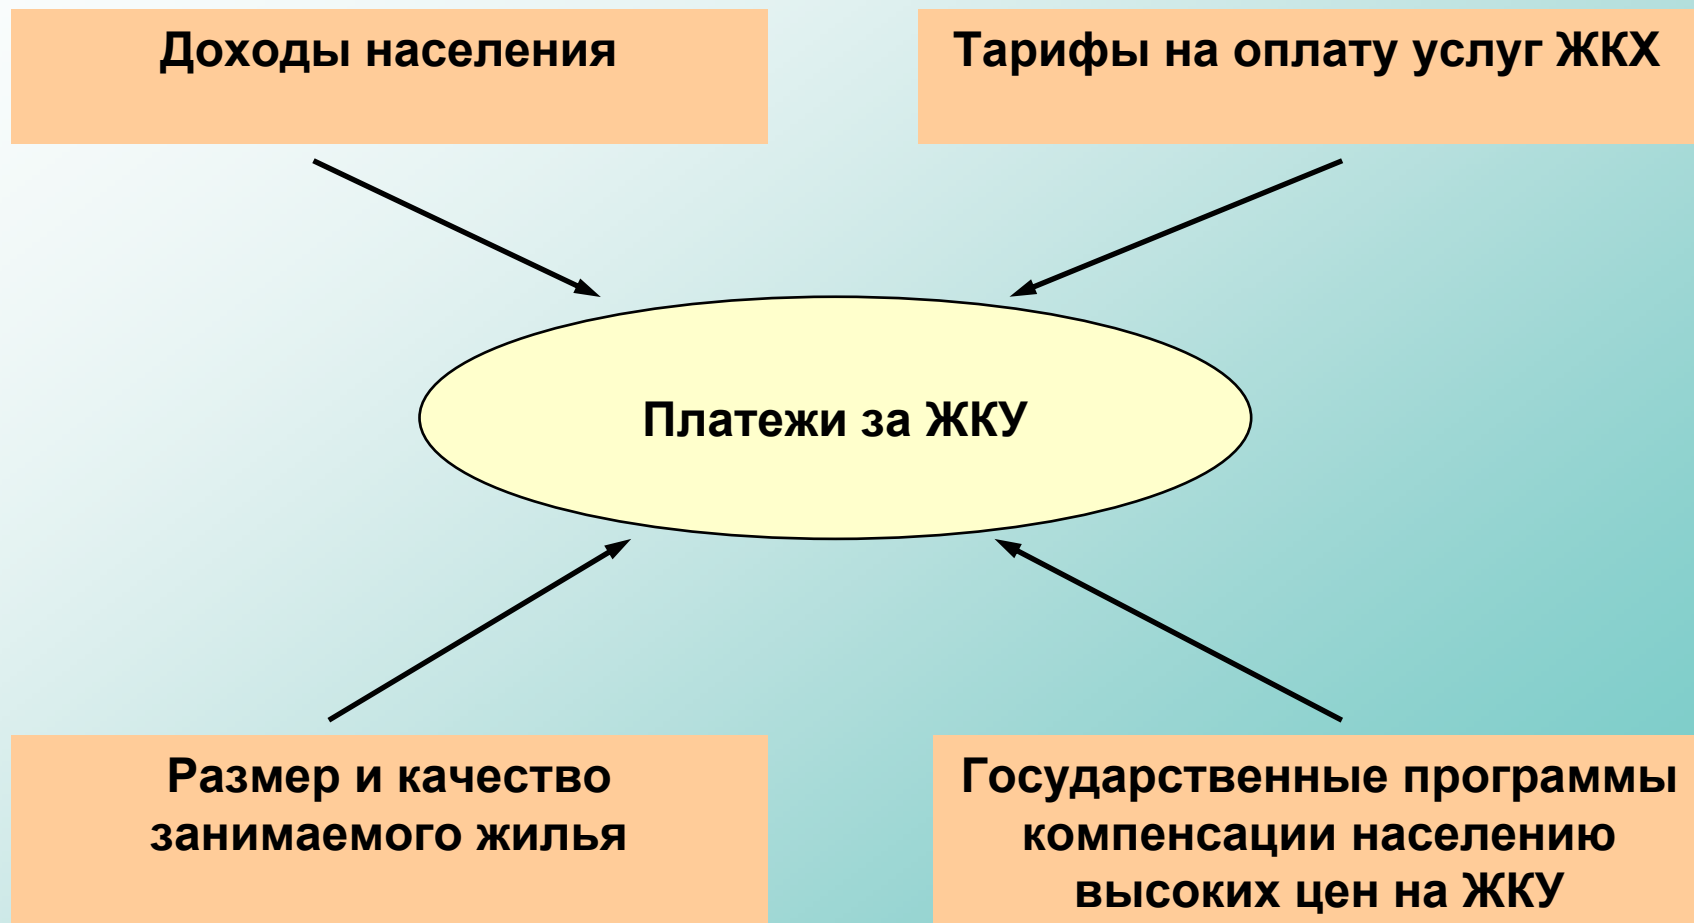 Доходы населения
Тарифы на оплату услуг ЖКХ
Платежи за ЖКУ
Размер и качество
занимаемого жилья
Государственные программы
компенсации населению
высоких цен на ЖКУ